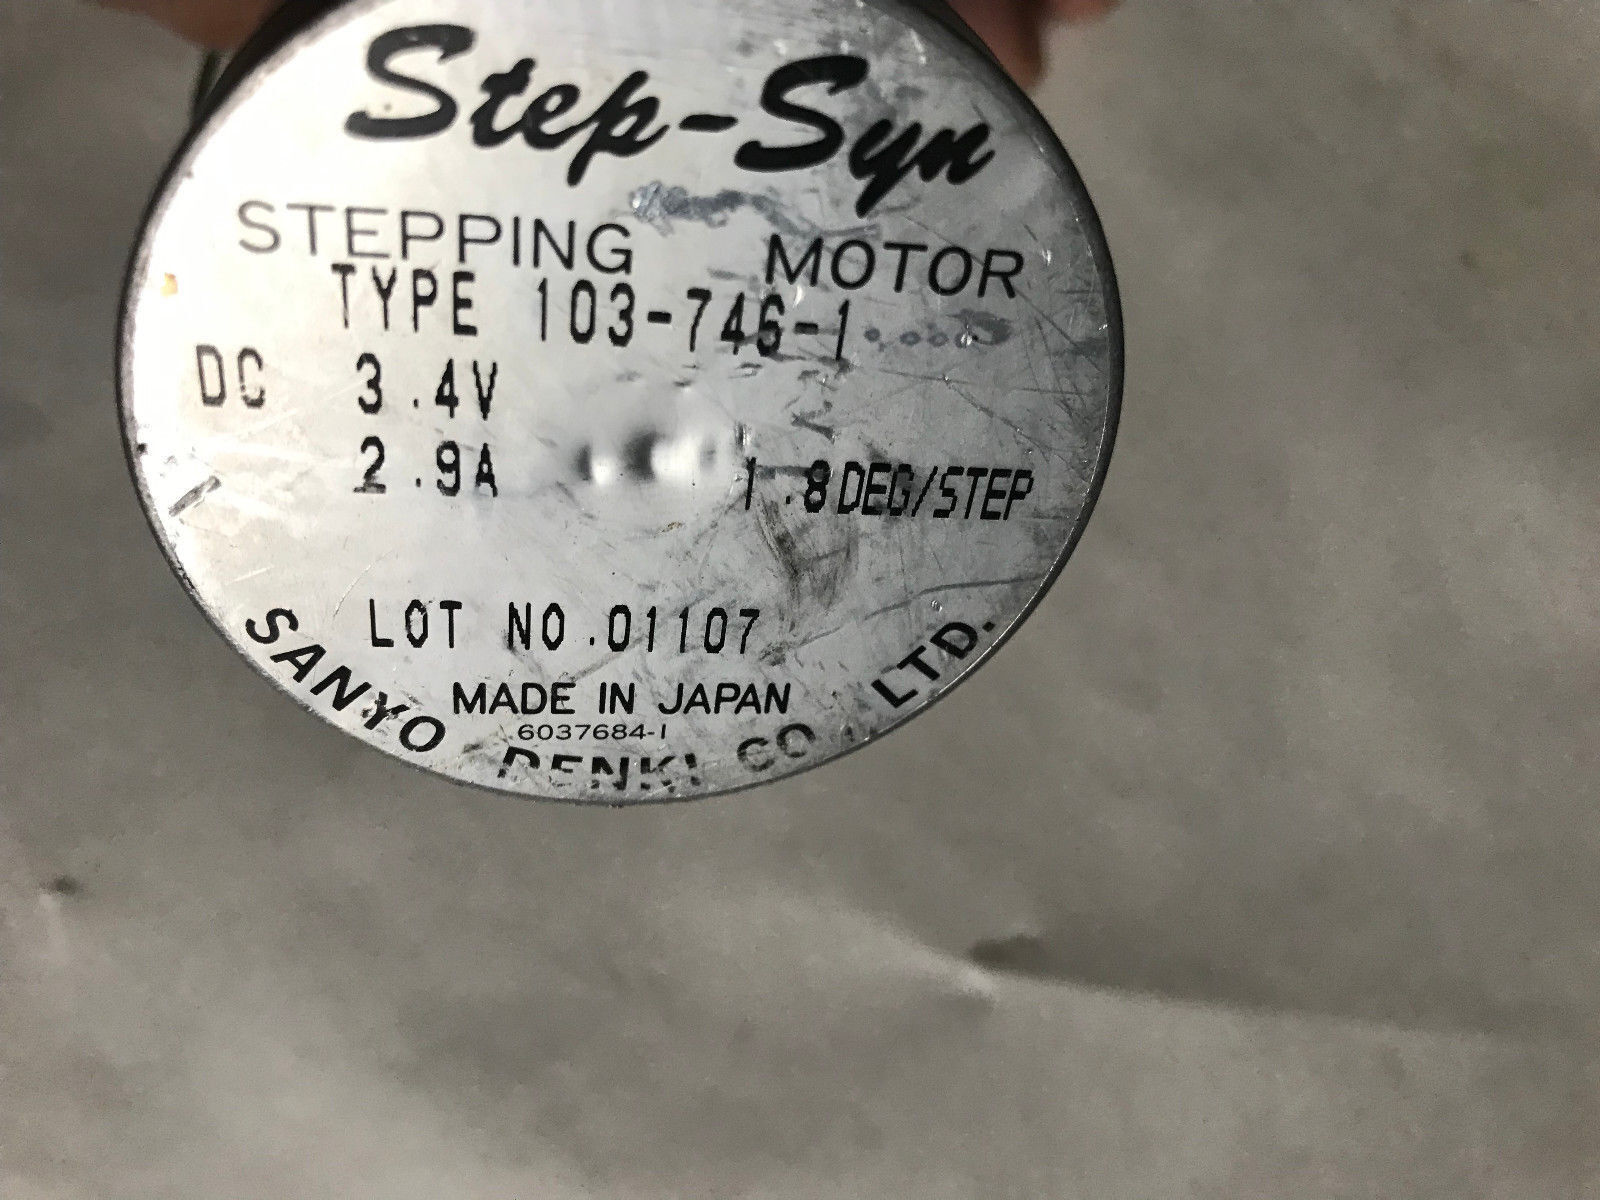 Step-Syn
STEPPING MOTOR
TYPE 103-746-1
DC 3.4V
2.9A 1.8DEG/STEP
LOT NO.01107
MADE IN JAPAN
6037684-1
SANYO DENKI CO., LTD.